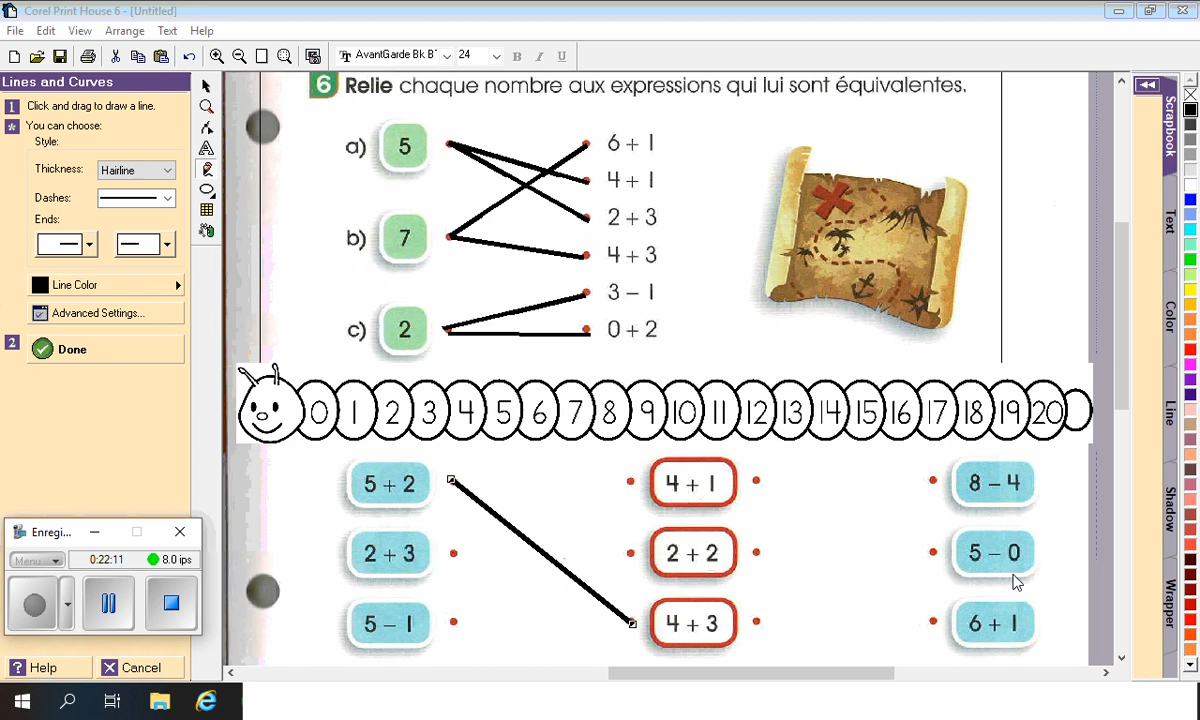 Corel Print House 6 - [Untitled]
File Edit View Arrange Text Help
AvantGarde Bk BT 24 B I U
Lines and Curves
1 Click and drag to draw a line.
* You can choose:
Style:
Thickness: Hairline
Dashes:
Ends:
Line Color
Advanced Settings...
2 Done
Help Cancel
6 Relie chaque nombre aux expressions qui lui sont équivalentes.
a) 5 6 + 1
4 + 1
2 + 3
b) 7 4 + 3
3 – 1
c) 2 0 + 2
0 1 2 3 4 5 6 7 8 9 10 11 12 13 14 15 16 17 18 19 20
5 + 2 4 + 1 8 – 4
2 + 3 2 + 2 5 – 0
5 – 1 4 + 3 6 + 1
Enregi...
Menu 0:22:11 8.0 ips
Scrapbook
Text
Color
Line
Shadow
Wrapper